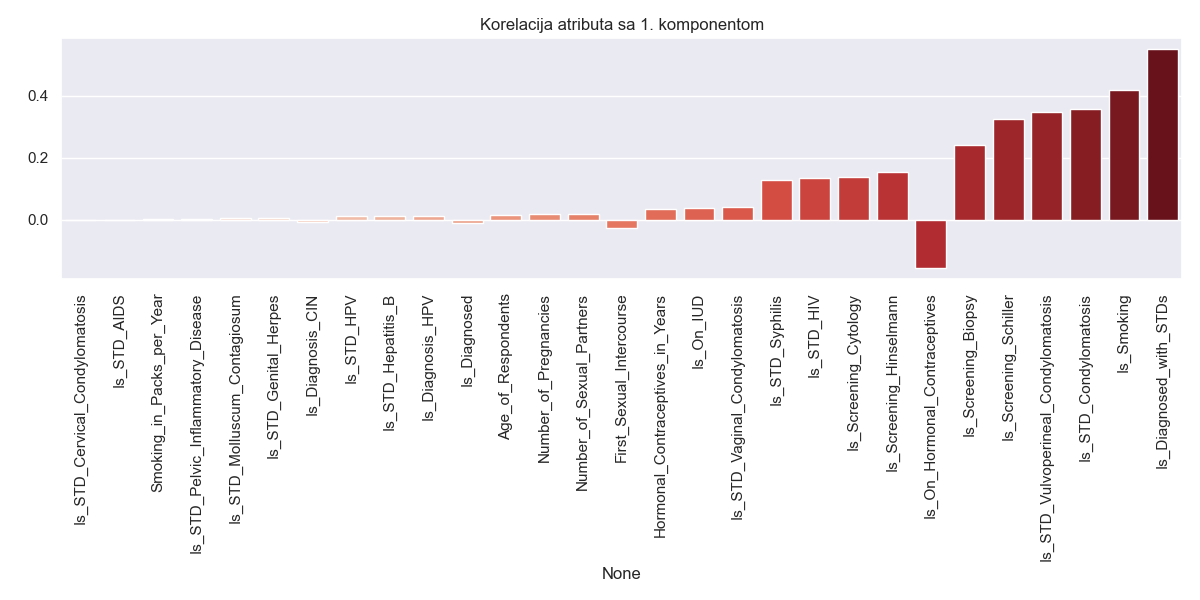 Korelacija atributa sa 1. komponentom
0.4
0.2
0.0
Is_STD_Cervical_Condylomatosis
Is_STD_AIDS
Smoking_in_Packs_per_Year
Is_STD_Pelvic_Inflammatory_Disease
Is_STD_Molluscum_Contagiosum
Is_STD_Genital_Herpes
Is_Diagnosis_CIN
Is_STD_HPV
Is_STD_Hepatitis_B
Is_Diagnosis_HPV
Is_Diagnosed
Age_of_Respondents
Number_of_Pregnancies
Number_of_Sexual_Partners
First_Sexual_Intercourse
Hormonal_Contraceptives_in_Years
Is_On_IUD
Is_STD_Vaginal_Condylomatosis
Is_STD_Syphilis
Is_STD_HIV
Is_Screening_Cytology
Is_Screening_Hinselmann
Is_On_Hormonal_Contraceptives
Is_Screening_Biopsy
Is_Screening_Schiller
Is_STD_Vulvoperineal_Condylomatosis
Is_STD_Condylomatosis
Is_Smoking
Is_Diagnosed_with_STDs
None